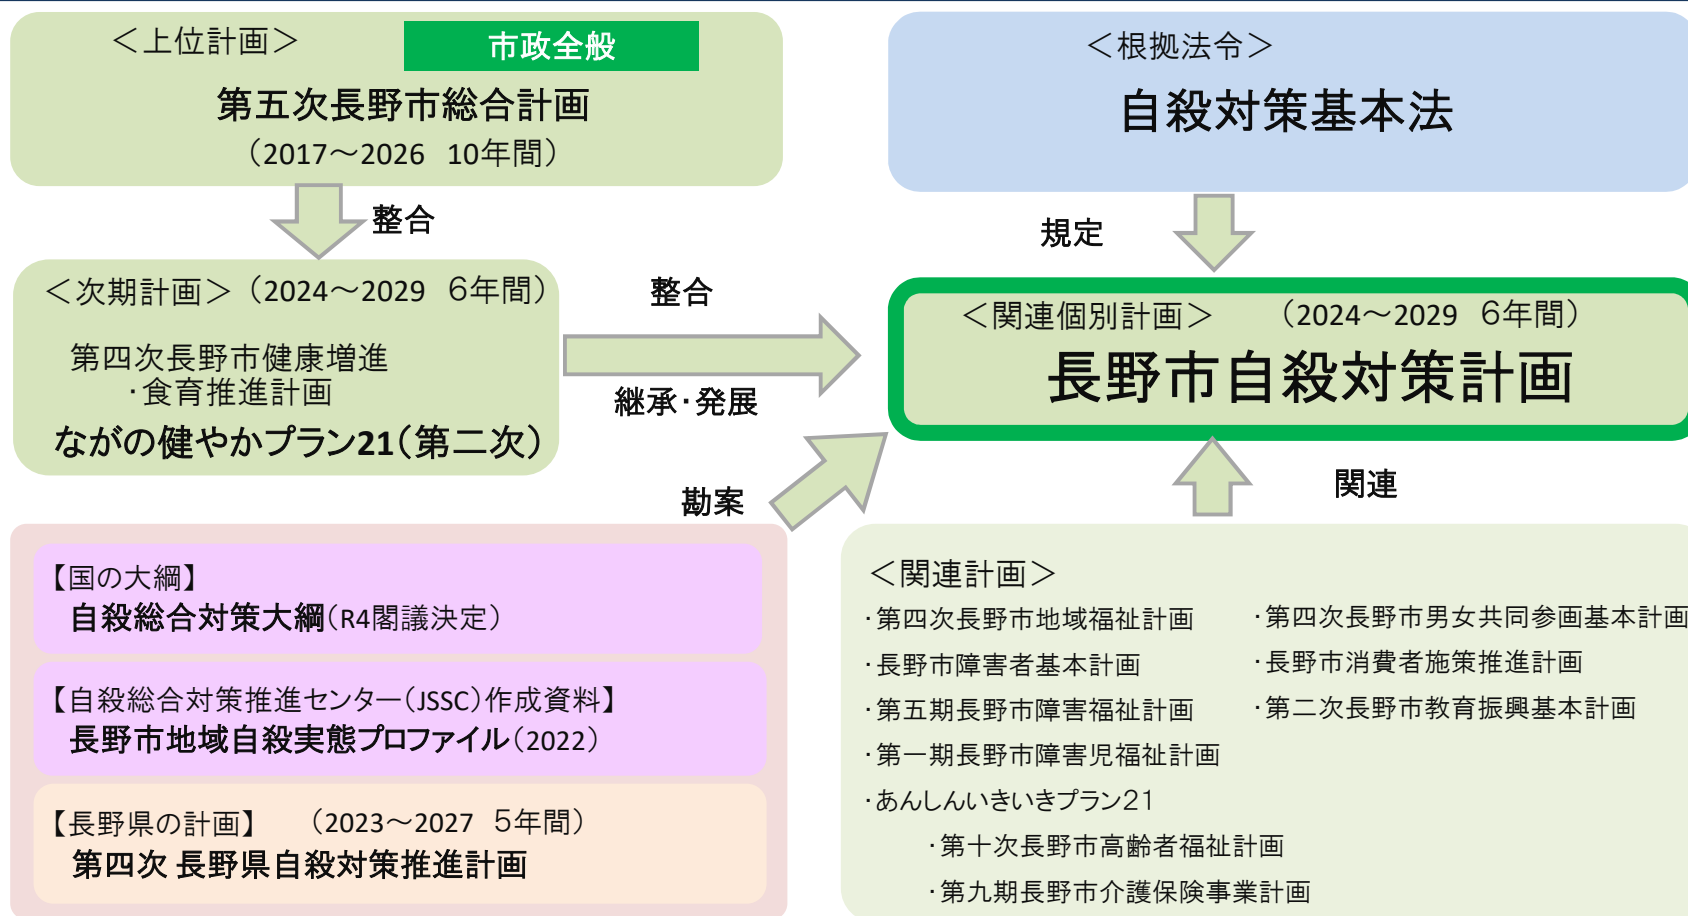 ＜上位計画＞
市政全般
第五次長野市総合計画
（2017～2026 10年間）
整合
＜根拠法令＞
自殺対策基本法
規定
＜次期計画＞（2024～2029 6年間）
第四次長野市健康増進
・食育推進計画
ながの健やかプラン21（第二次）
整合
継承・発展
＜関連個別計画＞ （2024～2029 6年間）
長野市自殺対策計画
勘案
関連
【国の大綱】
自殺総合対策大綱（R4閣議決定）
【自殺総合対策推進センター（JSSC）作成資料】
長野市地域自殺実態プロファイル（2022）
【長野県の計画】 （2023～2027 5年間）
第四次 長野県自殺対策推進計画
＜関連計画＞
・第四次長野市地域福祉計画
・長野市障害者基本計画
・第五期長野市障害福祉計画
・第一期長野市障害児福祉計画
・あんしんいきいきプラン21
・第十次長野市高齢者福祉計画
・第九期長野市介護保険事業計画
・第四次長野市男女共同参画基本計画
・長野市消費者施策推進計画
・第二次長野市教育振興基本計画